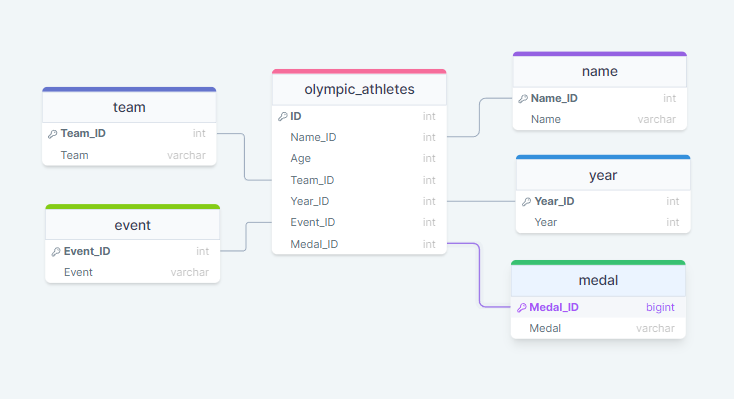 team
Team_ID int
Team varchar
event
Event_ID int
Event varchar
olympic_athletes
ID int
Name_ID int
Age int
Team_ID int
Year_ID int
Event_ID int
Medal_ID int
name
Name_ID int
Name varchar
year
Year_ID int
Year int
medal
Medal_ID bigint
Medal varchar